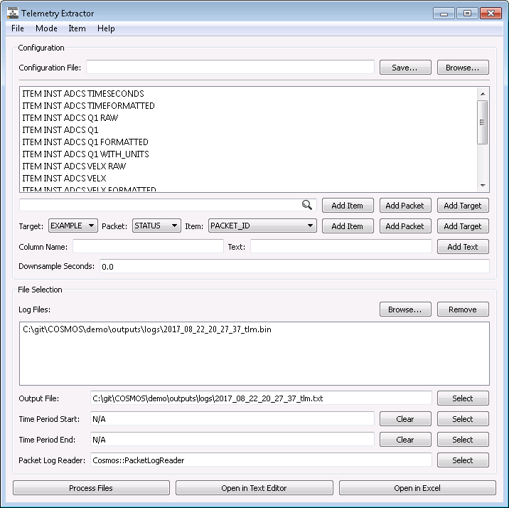 Telemetry Extractor
File Mode Item Help
Configuration
Configuration File: Save... Browse...
ITEM INST ADCS TIMESECONDS
ITEM INST ADCS TIMEFORMATTED
ITEM INST ADCS Q1 RAW
ITEM INST ADCS Q1
ITEM INST ADCS Q1 FORMATTED
ITEM INST ADCS Q1 WITH_UNITS
ITEM INST ADCS VELX RAW
ITEM INST ADCS VELX
ITEM INST ADCS VELX FORMATTED
Add Item Add Packet Add Target
Target: EXAMPLE Packet: STATUS Item: PACKET_ID Add Item Add Packet Add Target
Column Name: Text: Add Text
Downsample Seconds: 0.0
File Selection
Log Files: Browse... Remove
C:\git\COSMOS\demo\outputs\logs\2017_08_22_20_27_37_tlm.bin
Output File: C:\git\COSMOS\demo\outputs\logs\2017_08_22_20_27_37_tlm.txt Select
Time Period Start: N/A Clear Select
Time Period End: N/A Clear Select
Packet Log Reader: Cosmos::PacketLogReader Select
Process Files Open in Text Editor Open in Excel